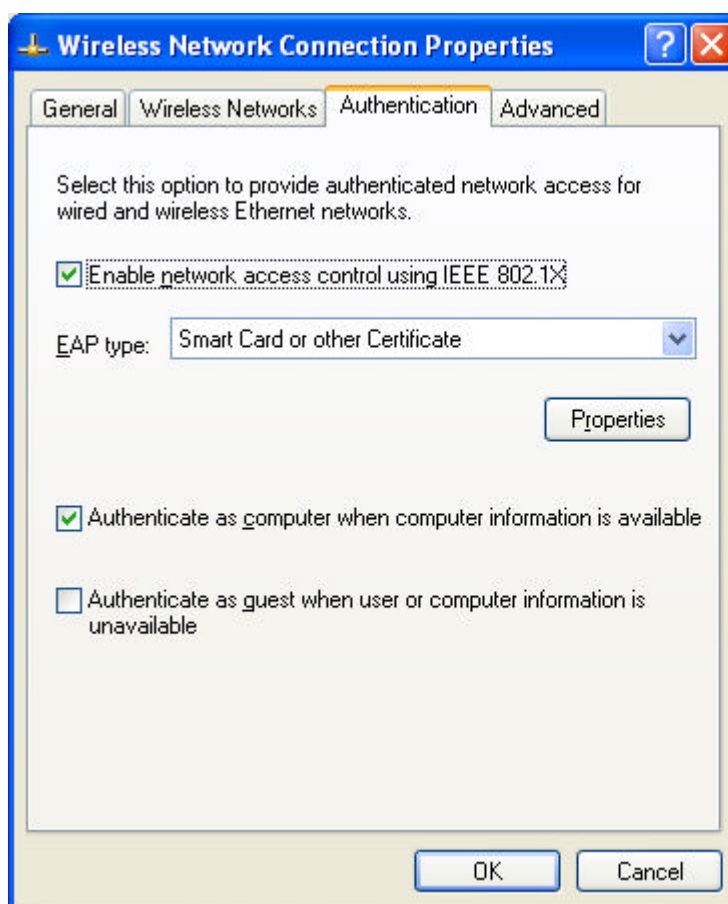 Wireless Network Connection Properties
?
General
Wireless Networks
Authentication
Advanced
Select this option to provide authenticated network access for
wired and wireless Ethernet networks.
Enable network access control using IEEE 802.1X
EAP type:
Smart Card or other Certificate
Properties
Authenticate as computer when computer information is available
Authenticate as guest when user or computer information is
unavailable
OK
Cancel